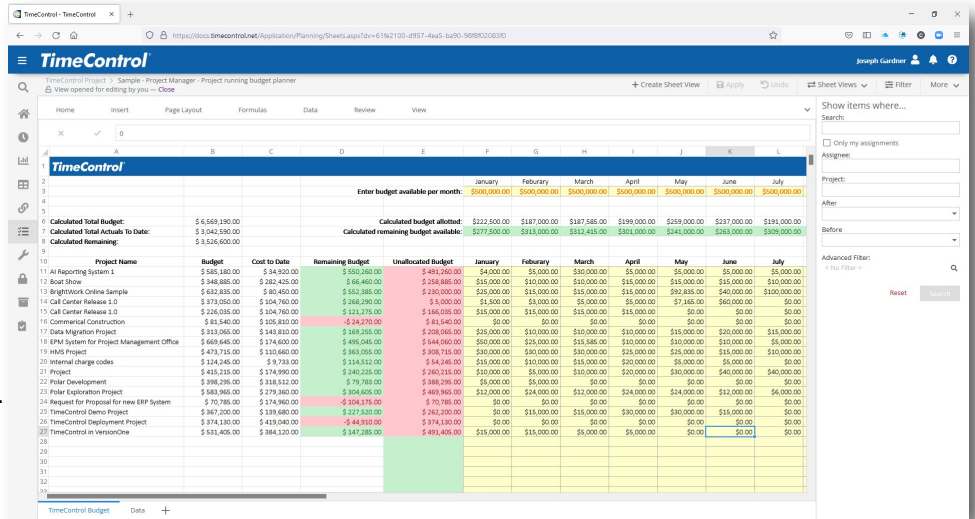 TimeControl - TimeControl × +
https://docs.timecontrol.net/Application/Planning/Sheets.aspx?dv=61fe2100-d957-4ea5-ba90-98f8f02083f0
TimeControl Joseph Gardner
TimeControl Project > Sample - Project Manager - Project running budget planner
View opened for editing by you — Close
+ Create Sheet View Apply Undo Sheet Views Filter More
Home Insert Page Layout Formulas Data Review View
0
A B C D E F G H I J K L
1 TimeControl
2 January Feburary March April May June July
3 Enter budget available per month: $500,000.00 $500,000.00 $500,000.00 $500,000.00 $500,000.00 $500,000.00 $500,000.00
4
5
6 Calculated Total Budget: $ 6,569,190.00 Calculated budget allotted: $222,500.00 $187,000.00 $187,585.00 $199,000.00 $259,000.00 $237,000.00 $191,000.00
7 Calculated Total Actuals To Date: $ 3,042,590.00 Calculated remaining budget available: $277,500.00 $313,000.00 $312,415.00 $301,000.00 $241,000.00 $263,000.00 $309,000.00
8 Calculated Remaining: $ 3,526,600.00
9
10 Project Name Budget Cost to Date Remaining Budget Unallocated Budget January Feburary March April May June July
11 AI Reporting System 1 $ 585,180.00 $ 34,920.00 $ 550,260.00 $ 491,260.00 $4,000.00 $5,000.00 $30,000.00 $5,000.00 $5,000.00 $5,000.00 $5,000.00
12 Boat Show $ 348,885.00 $ 282,425.00 $ 66,460.00 $ 258,885.00 $15,000.00 $10,000.00 $10,000.00 $15,000.00 $15,000.00 $15,000.00 $10,000.00
13 BrightWork Online Sample $ 632,835.00 $ 80,450.00 $ 552,385.00 $ 230,000.00 $25,000.00 $15,000.00 $15,000.00 $15,000.00 $92,835.00 $40,000.00 $100,000.00
14 Call Center Release 1.0 $ 373,050.00 $ 104,760.00 $ 268,290.00 $ 5,000.00 $1,500.00 $3,000.00 $5,000.00 $5,000.00 $7,165.00 $60,000.00 $0.00
15 Call Center Release 1.0 $ 226,035.00 $ 104,760.00 $ 121,275.00 $ 166,035.00 $15,000.00 $15,000.00 $15,000.00 $15,000.00 $0.00 $0.00 $0.00
16 Commerical Construction $ 81,540.00 $ 105,810.00 -$ 24,270.00 $ 81,540.00 $0.00 $0.00 $0.00 $0.00 $0.00 $0.00 $0.00
17 Data Migration Project $ 313,065.00 $ 143,810.00 $ 169,255.00 $ 208,065.00 $25,000.00 $10,000.00 $10,000.00 $10,000.00 $15,000.00 $20,000.00 $15,000.00
18 EPM System for Project Management Office $ 669,645.00 $ 174,600.00 $ 495,045.00 $ 544,060.00 $50,000.00 $25,000.00 $15,585.00 $10,000.00 $10,000.00 $10,000.00 $5,000.00
19 HMS Project $ 473,715.00 $ 110,660.00 $ 363,055.00 $ 308,715.00 $30,000.00 $30,000.00 $30,000.00 $25,000.00 $25,000.00 $15,000.00 $10,000.00
20 Internal charge codes $ 124,245.00 $ 9,733.00 $ 114,512.00 $ 54,245.00 $15,000.00 $10,000.00 $15,000.00 $20,000.00 $5,000.00 $5,000.00 $0.00
21 Project $ 415,215.00 $ 174,990.00 $ 240,225.00 $ 260,215.00 $10,000.00 $5,000.00 $10,000.00 $20,000.00 $30,000.00 $40,000.00 $40,000.00
22 Polar Development $ 398,295.00 $ 318,512.00 $ 79,783.00 $ 388,295.00 $5,000.00 $5,000.00 $0.00 $0.00 $0.00 $0.00 $0.00
23 Polar Exploration Project $ 583,965.00 $ 279,360.00 $ 304,605.00 $ 469,965.00 $12,000.00 $24,000.00 $12,000.00 $24,000.00 $24,000.00 $12,000.00 $6,000.00
24 Request for Proposal for new ERP System $ 70,785.00 $ 174,960.00 -$ 104,175.00 $ 70,785.00 $0.00 $0.00 $0.00 $0.00 $0.00 $0.00 $0.00
25 TimeControl Demo Project $ 367,200.00 $ 139,680.00 $ 227,520.00 $ 262,200.00 $0.00 $15,000.00 $15,000.00 $30,000.00 $30,000.00 $15,000.00 $0.00
26 TimeControl Deployment Project $ 374,130.00 $ 419,040.00 -$ 44,910.00 $ 374,130.00 $0.00 $0.00 $0.00 $0.00 $0.00 $0.00 $0.00
27 TimeControl in VersionOne $ 531,405.00 $ 384,120.00 $ 147,285.00 $ 491,405.00 $15,000.00 $15,000.00 $5,000.00 $5,000.00 $0.00 $0.00 $0.00
28
29
30
31
32
33
TimeControl Budget Data +
Show items where...
Search:
Only my assignments
Assignee:
Project:
After
Before
Advanced Filter:
< No Filter >
Reset Search